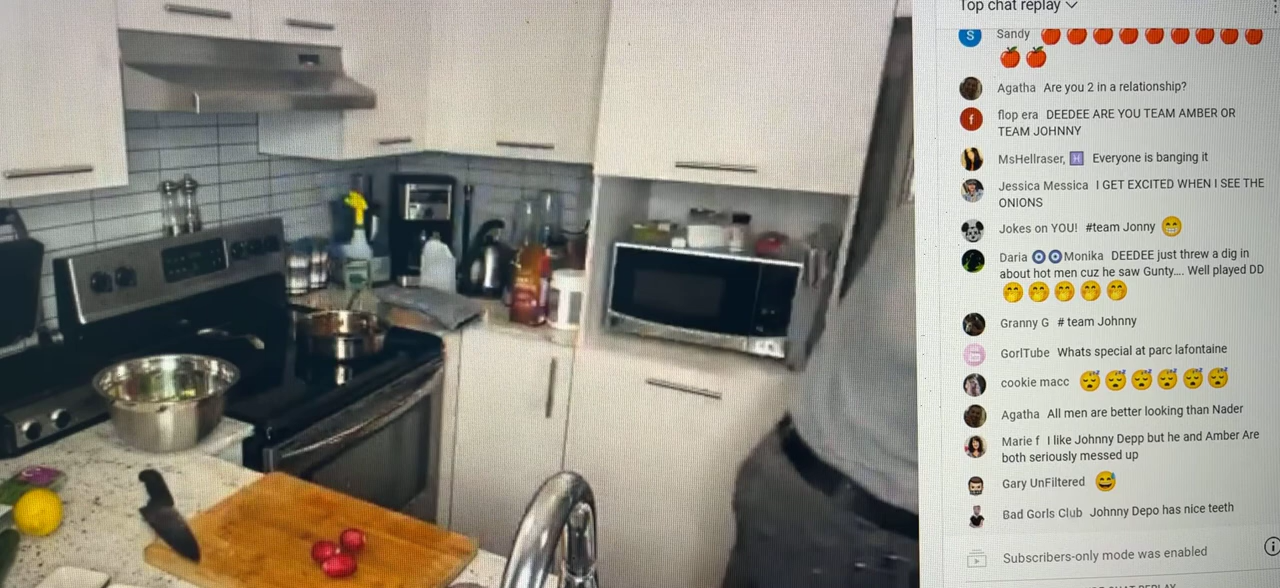 Top chat replay
S Sandy
Agatha Are you 2 in a relationship?
f flop era DEEDEE ARE YOU TEAM AMBER OR
TEAM JOHNNY
MsHellraser, H Everyone is banging it
Jessica Messica I GET EXCITED WHEN I SEE THE
ONIONS
Jokes on YOU! #team Jonny
Daria 🧿🧿Monika DEEDEE just threw a dig in
about hot men cuz he saw Gunty.... Well played DD
Granny G # team Johnny
GorlTube Whats special at parc lafontaine
cookie macc
Agatha All men are better looking than Nader
Marie f I like Johnny Depp but he and Amber Are
both seriously messed up
Gary UnFiltered
Bad Gorls Club Johnny Depo has nice teeth
Subscribers-only mode was enabled